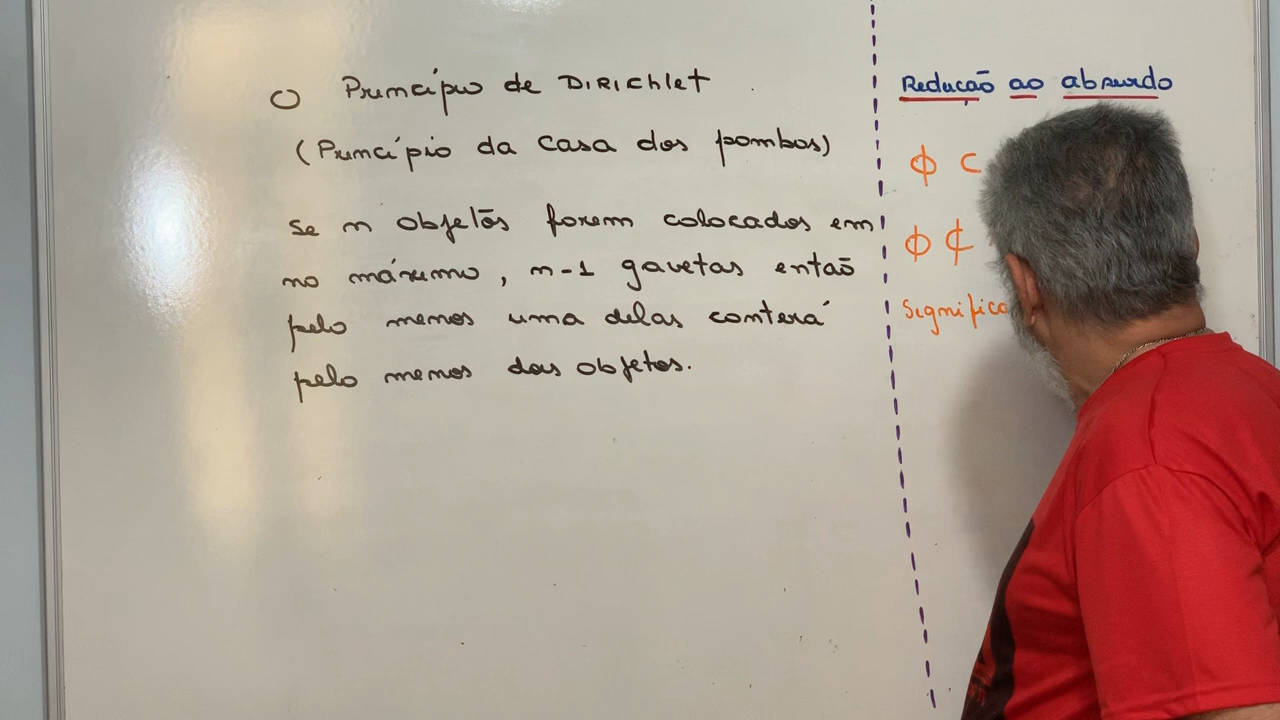 O Princípio de DIRIChlet
(Princípio da Casa dos pombos)
Se n objetos forem colocados em
no máximo, n-1 gavetas então
pelo menos uma delas conterá
pelo menos dois objetos.
Redução ao absurdo
ϕ ⊂
ϕ ⊄
Significa